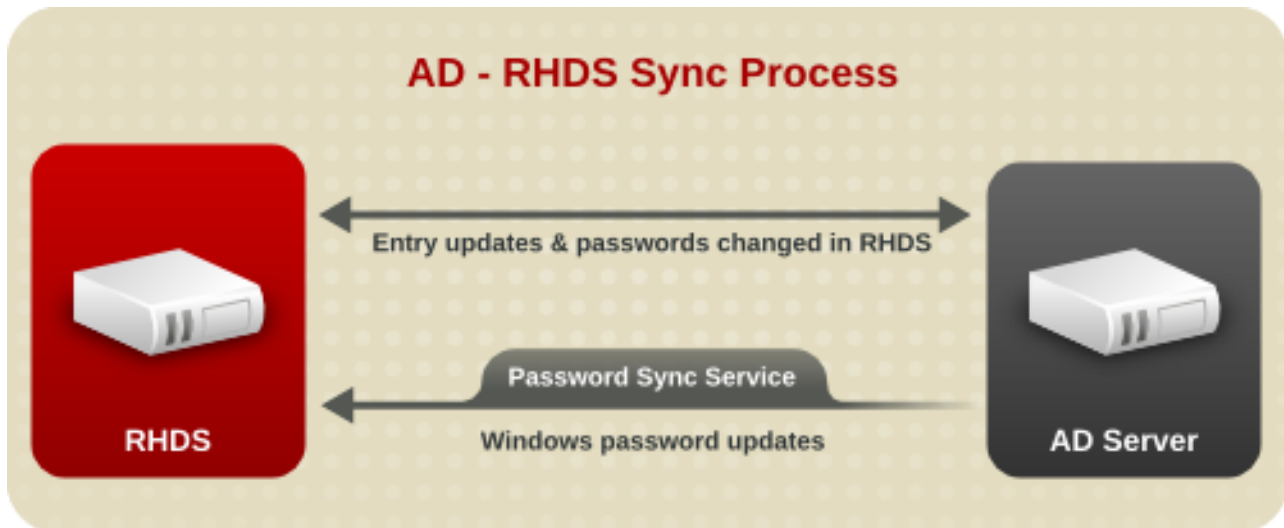 AD - RHDS Sync Process
Entry updates & passwords changed in RHDS
Password Sync Service
Windows password updates
RHDS
AD Server